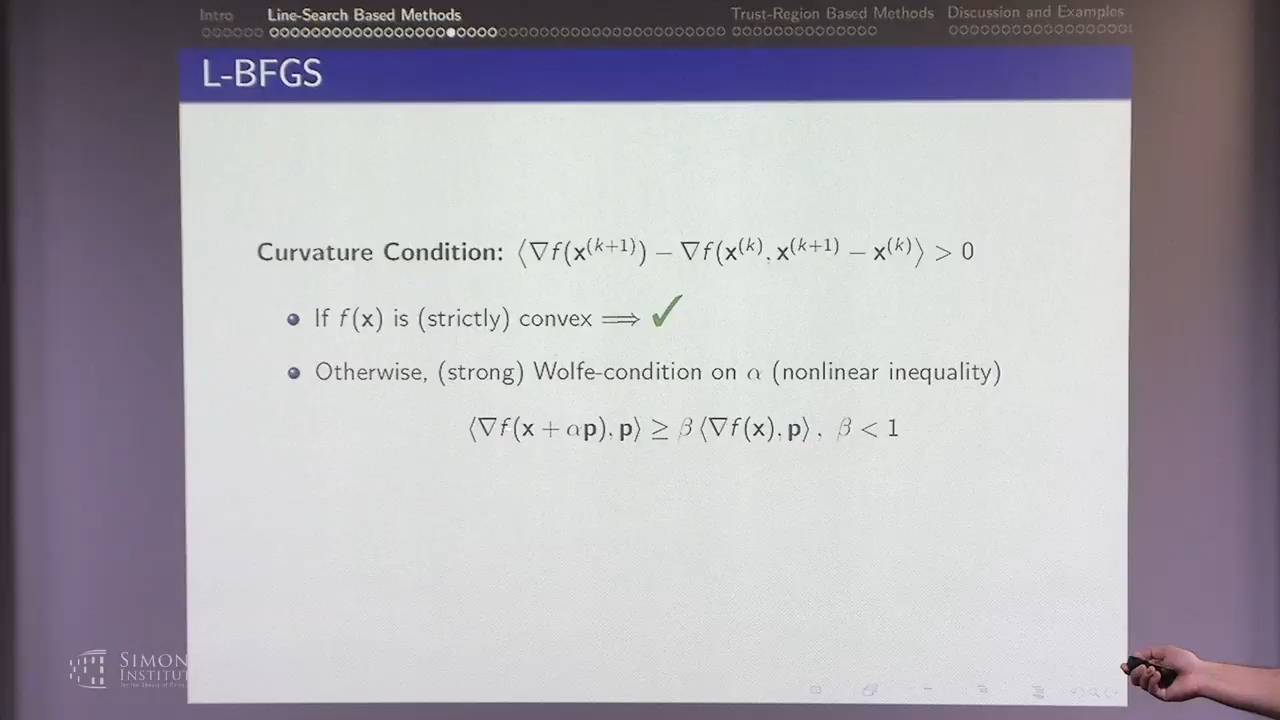 Intro Line-Search Based Methods Trust-Region Based Methods Discussion and Examples
L-BFGS
Curvature Condition: ⟨∇f(x^(k+1)) − ∇f(x^(k), x^(k+1) − x^(k)⟩ > 0
If f(x) is (strictly) convex ⟹ ✓
Otherwise, (strong) Wolfe-condition on α (nonlinear inequality)
⟨∇f(x + αp), p⟩ ≥ β ⟨∇f(x), p⟩, β < 1
SIMON
INSTITUT